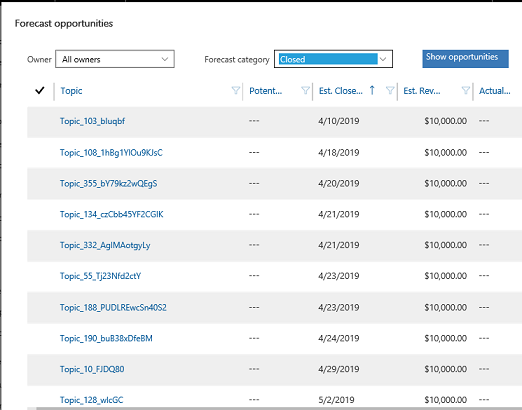 Forecast opportunities
Owner All owners Forecast category Closed Show opportunities
Topic Potent... Est. Close... ↑ Est. Rev... Actual...
Topic_103_bluqbf --- 4/10/2019 $10,000.00 ---
Topic_108_1hBg1YlOu9KJsC --- 4/18/2019 $10,000.00 ---
Topic_355_bY79kz2wQEgS --- 4/20/2019 $10,000.00 ---
Topic_134_czCbb45YF2CGlK --- 4/21/2019 $10,000.00 ---
Topic_332_AglMAotgyLy --- 4/21/2019 $10,000.00 ---
Topic_55_Tj23Nfd2ctY --- 4/23/2019 $10,000.00 ---
Topic_188_PUDLREwcSn40S2 --- 4/23/2019 $10,000.00 ---
Topic_190_buB38xDfeBM --- 4/24/2019 $10,000.00 ---
Topic_10_FJDQ80 --- 4/29/2019 $10,000.00 ---
Topic_128_wlcGC --- 5/2/2019 $10,000.00 ---